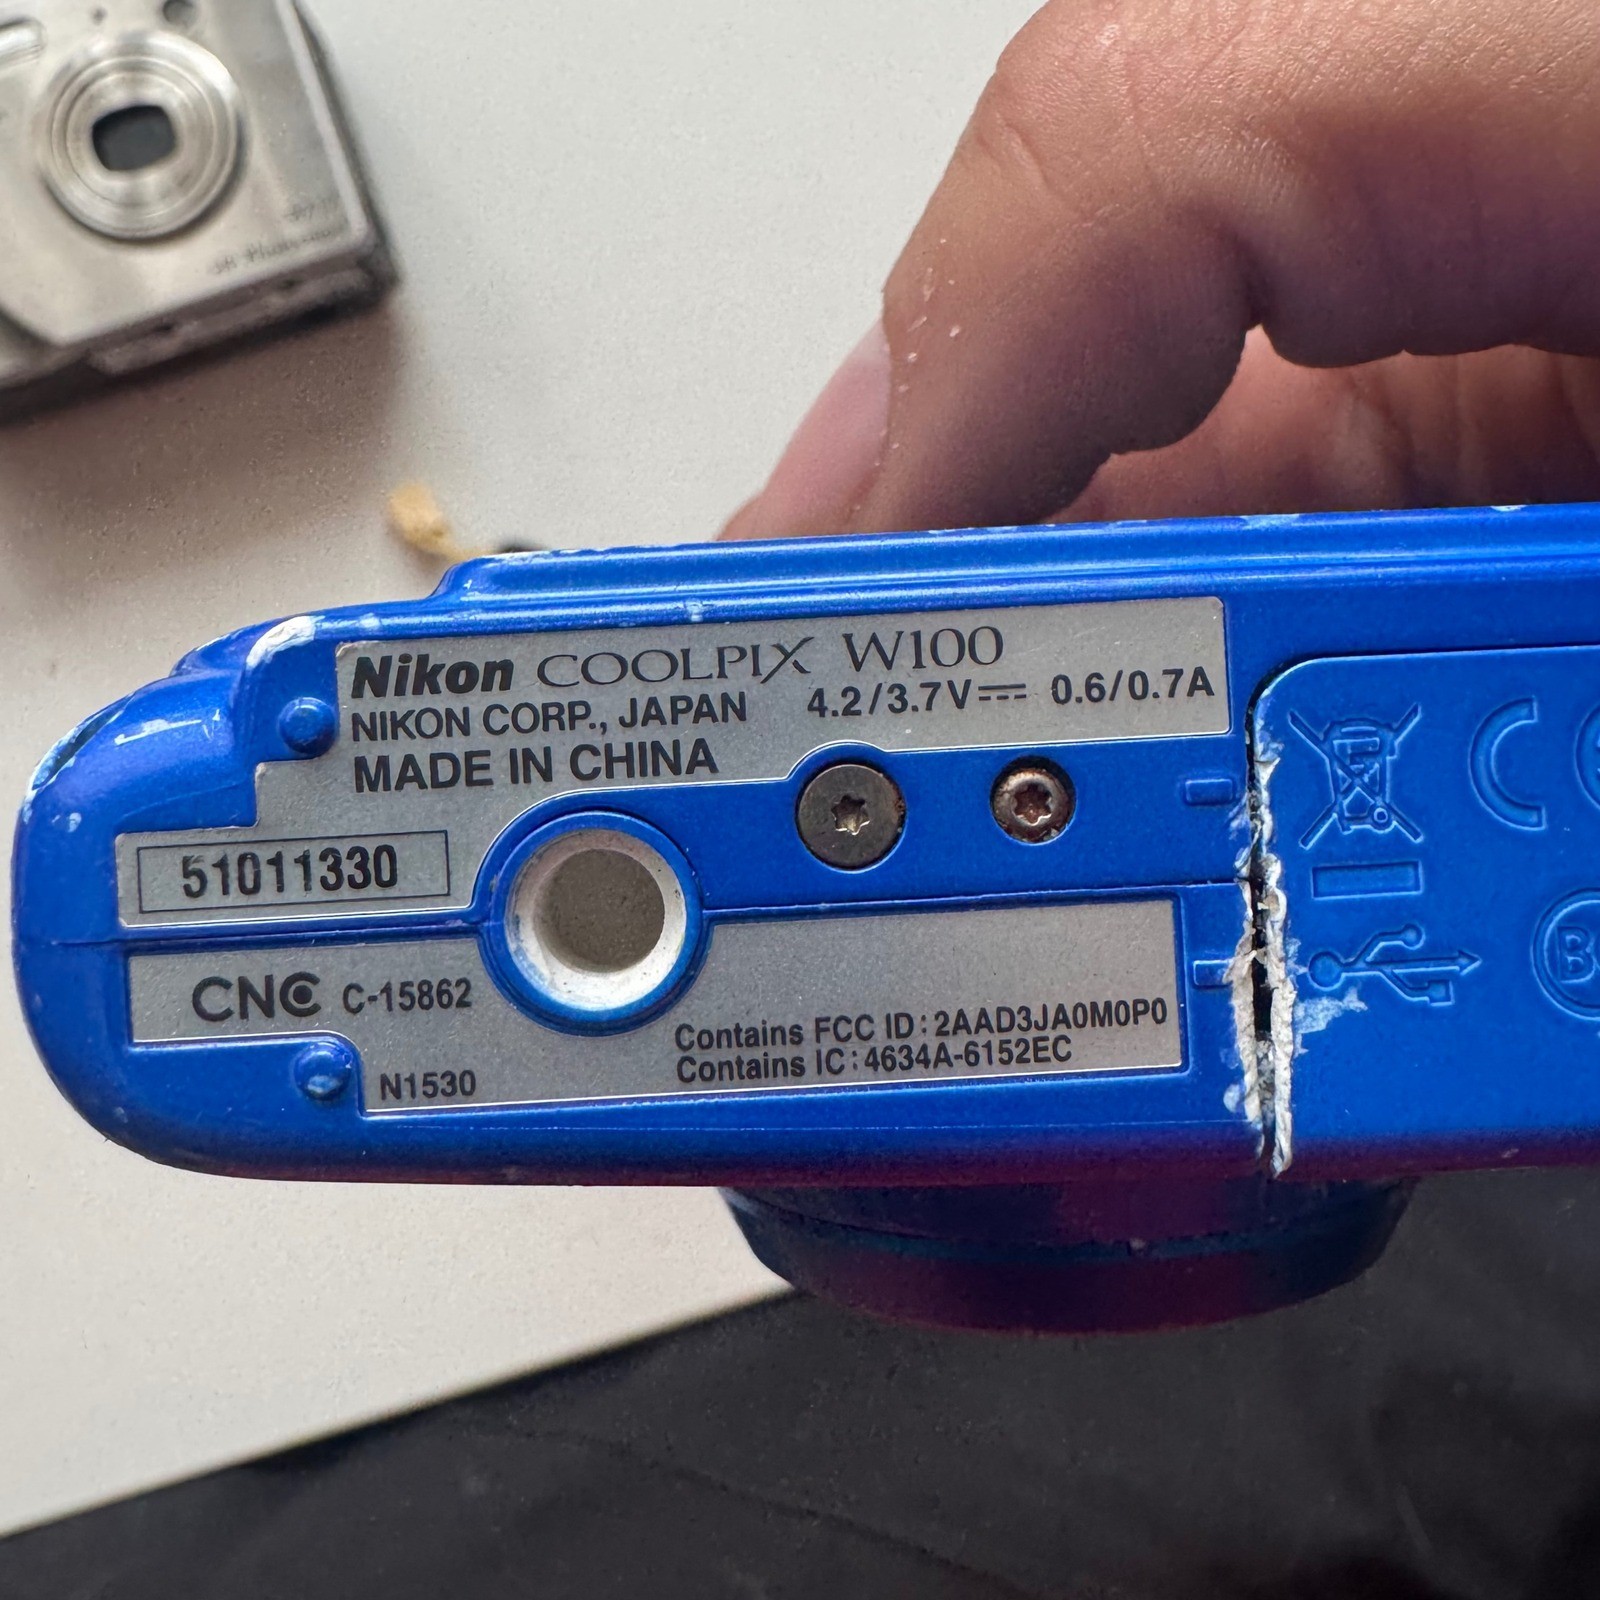 Nikon COOLPIX W100
NIKON CORP., JAPAN 4.2/3.7V⎓ 0.6/0.7A
MADE IN CHINA
51011330
CNC C-15862
N1530
Contains FCC ID: 2AAD3JA0M0P0
Contains IC: 4634A-6152EC
CE